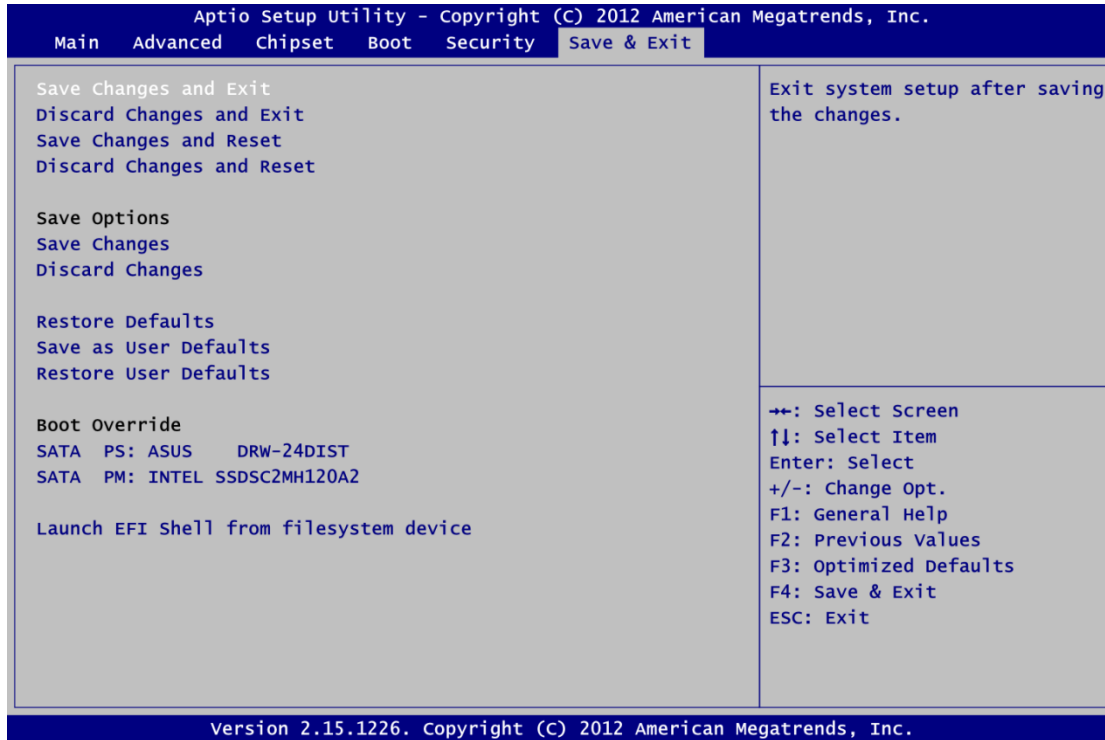 Aptio Setup Utility - Copyright (C) 2012 American Megatrends, Inc.
Main Advanced Chipset Boot Security Save & Exit
Save Changes and Exit
Discard Changes and Exit
Save Changes and Reset
Discard Changes and Reset
Save Options
Save Changes
Discard Changes
Restore Defaults
Save as User Defaults
Restore User Defaults
Boot Override
SATA PS: ASUS DRW-24DIST
SATA PM: INTEL SSDSC2MH120A2
Launch EFI Shell from filesystem device
Exit system setup after saving
the changes.
→←: Select Screen
↑↓: Select Item
Enter: Select
+/-: Change Opt.
F1: General Help
F2: Previous Values
F3: Optimized Defaults
F4: Save & Exit
ESC: Exit
Version 2.15.1226. Copyright (C) 2012 American Megatrends, Inc.